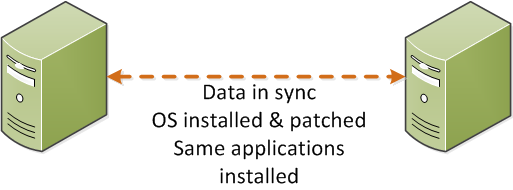 Data in sync
OS installed & patched
Same applications
installed